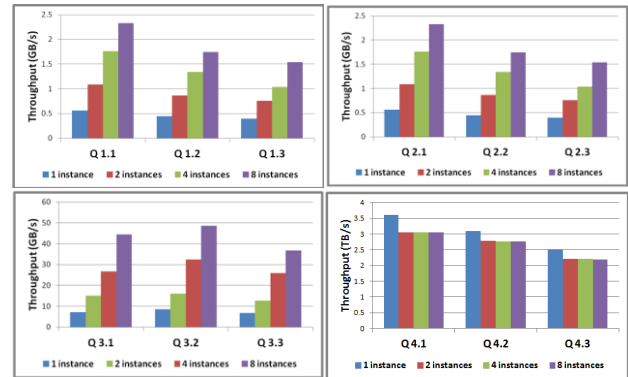 2.5
2
1.5
1
0.5
0
Throughput (GB/s)
Q 1.1 Q 1.2 Q 1.3
1 instance 2 instances 4 instances 8 instances
2.5
2
1.5
1
0.5
0
Throughput (GB/s)
Q 2.1 Q 2.2 Q 2.3
1 instance 2 instances 4 instances 8 instances
60
50
40
30
20
10
0
Throughput (GB/s)
Q 3.1 Q 3.2 Q 3.3
1 instance 2 instances 4 instances 8 instances
4
3.5
3
2.5
2
1.5
1
0.5
0
Throughput (TB/s)
Q 4.1 Q 4.2 Q 4.3
1 instance 2 instances 4 instances 8 instances